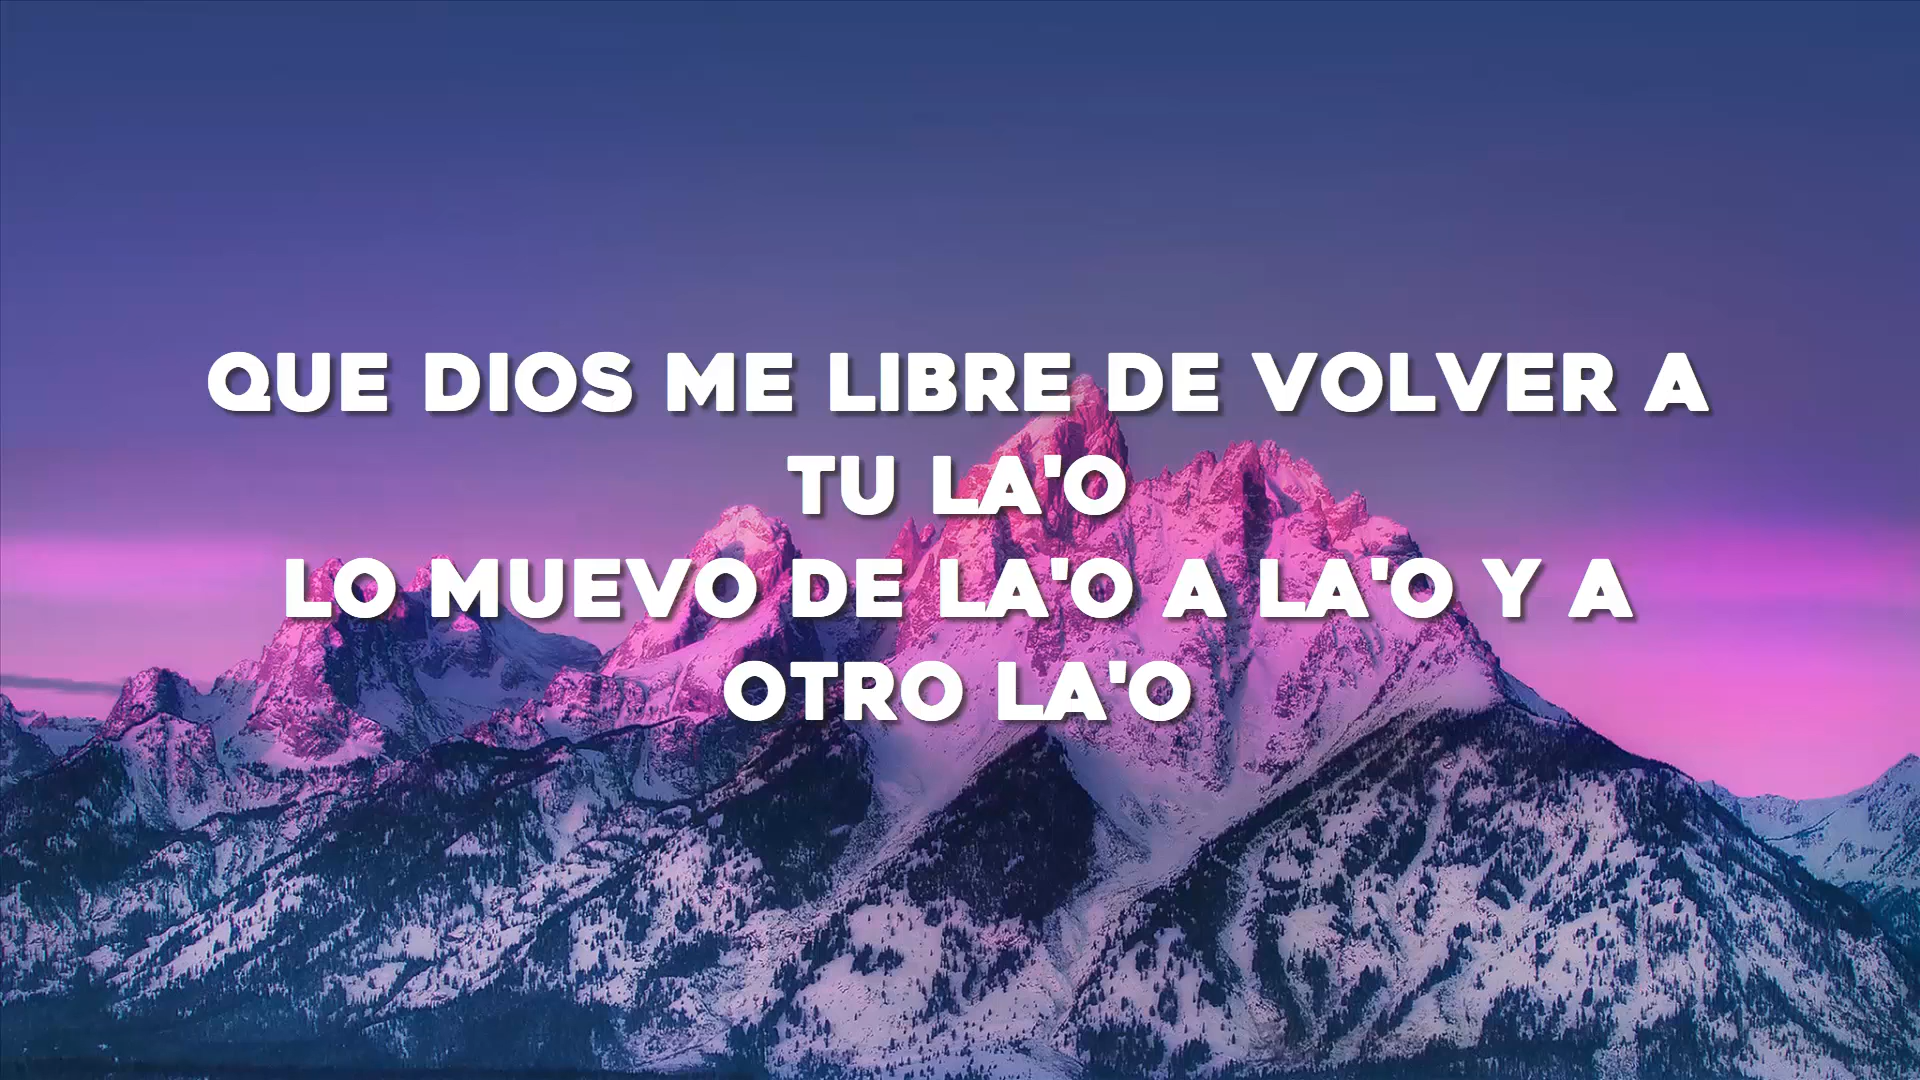 QUE DIOS ME LIBRE DE VOLVER A
TU LA'O
LO MUEVO DE LA'O A LA'O Y A
OTRO LA'O